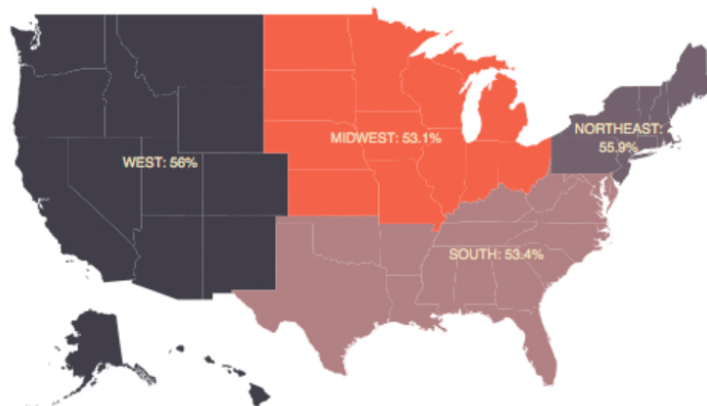 MIDWEST: 53.1%
NORTHEAST:
55.9%
WEST: 56%
SOUTH: 53.4%